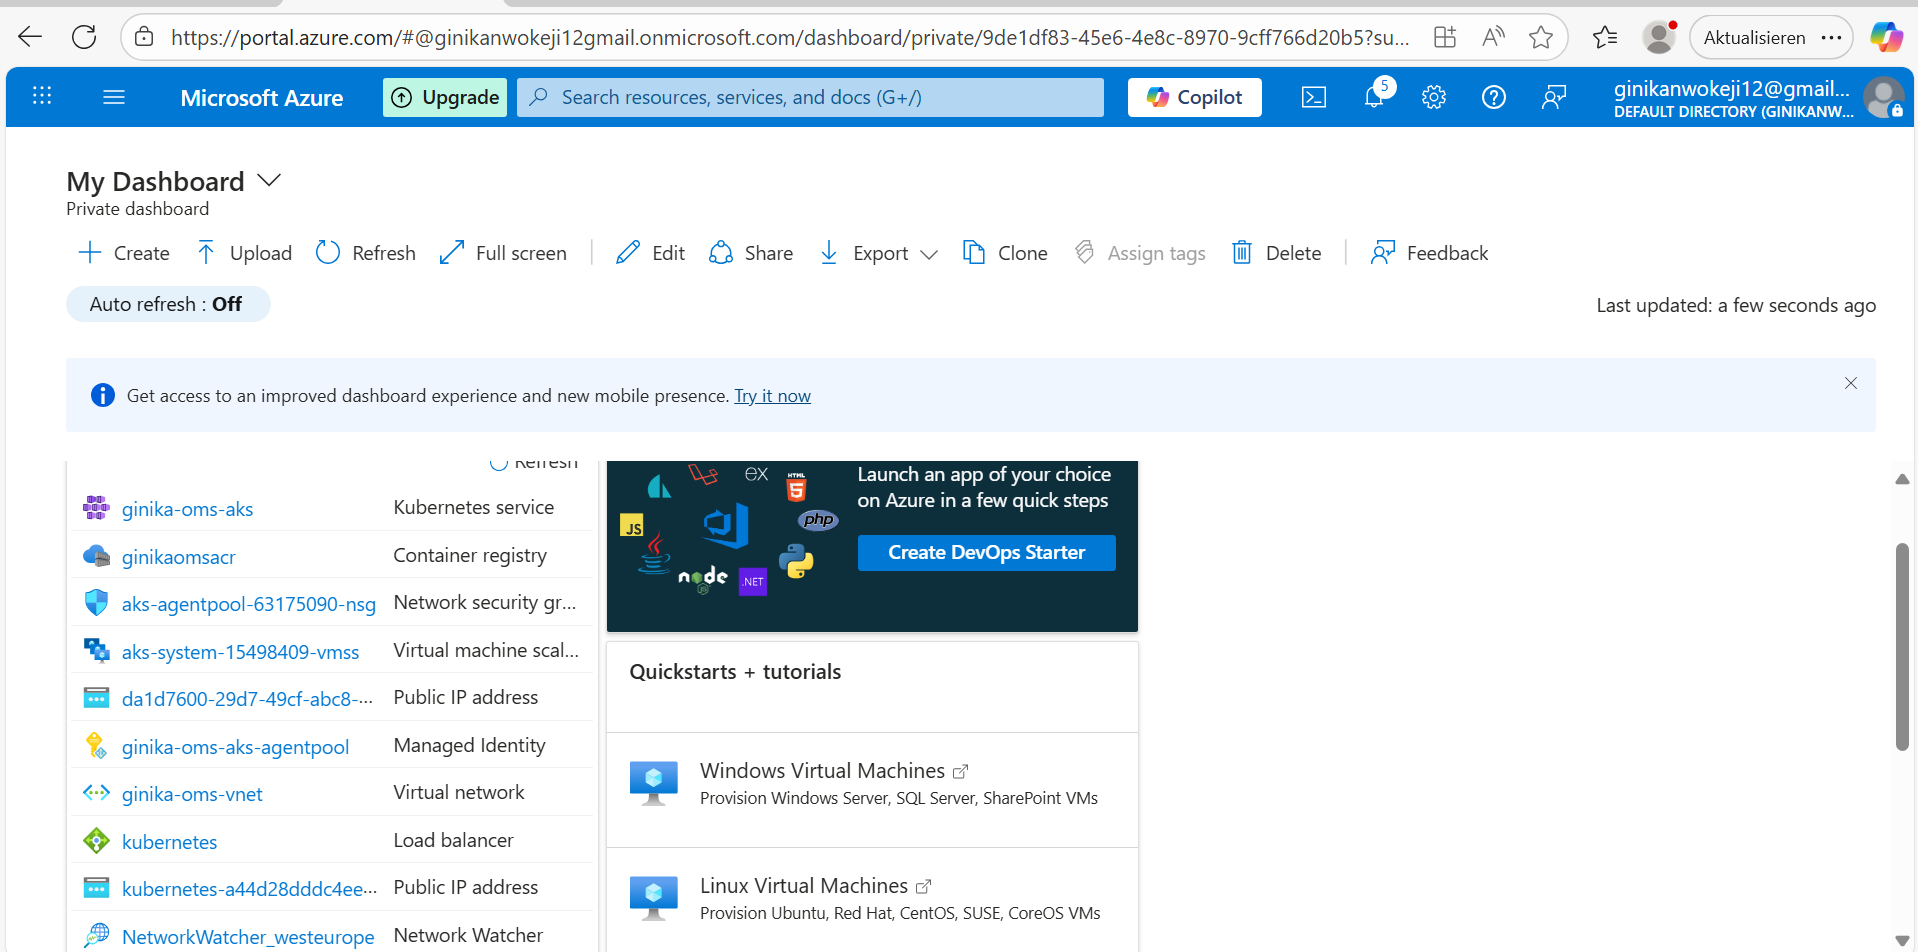 https://portal.azure.com/#@ginikanwokeji12gmail.onmicrosoft.com/dashboard/private/9de1df83-45e6-4e8c-8970-9cff766d20b5?su...
Aktualisieren
Microsoft Azure
Upgrade
Search resources, services, and docs (G+/)
Copilot
5
ginikanwokeji12@gmail...
DEFAULT DIRECTORY (GINIKANW...
My Dashboard
Private dashboard
Create
Upload
Refresh
Full screen
Edit
Share
Export
Clone
Assign tags
Delete
Feedback
Auto refresh : Off
Last updated: a few seconds ago
Get access to an improved dashboard experience and new mobile presence. Try it now
Refresh
ginika-oms-aks Kubernetes service
ginikaomsacr Container registry
aks-agentpool-63175090-nsg Network security gr...
aks-system-15498409-vmss Virtual machine scal...
da1d7600-29d7-49cf-abc8-... Public IP address
ginika-oms-aks-agentpool Managed Identity
ginika-oms-vnet Virtual network
kubernetes Load balancer
kubernetes-a44d28dddc4ee... Public IP address
NetworkWatcher_westeurope Network Watcher
ex
HTML
5
JS
php
node
JS
.NET
Launch an app of your choice
on Azure in a few quick steps
Create DevOps Starter
Quickstarts + tutorials
Windows Virtual Machines
Provision Windows Server, SQL Server, SharePoint VMs
Linux Virtual Machines
Provision Ubuntu, Red Hat, CentOS, SUSE, CoreOS VMs